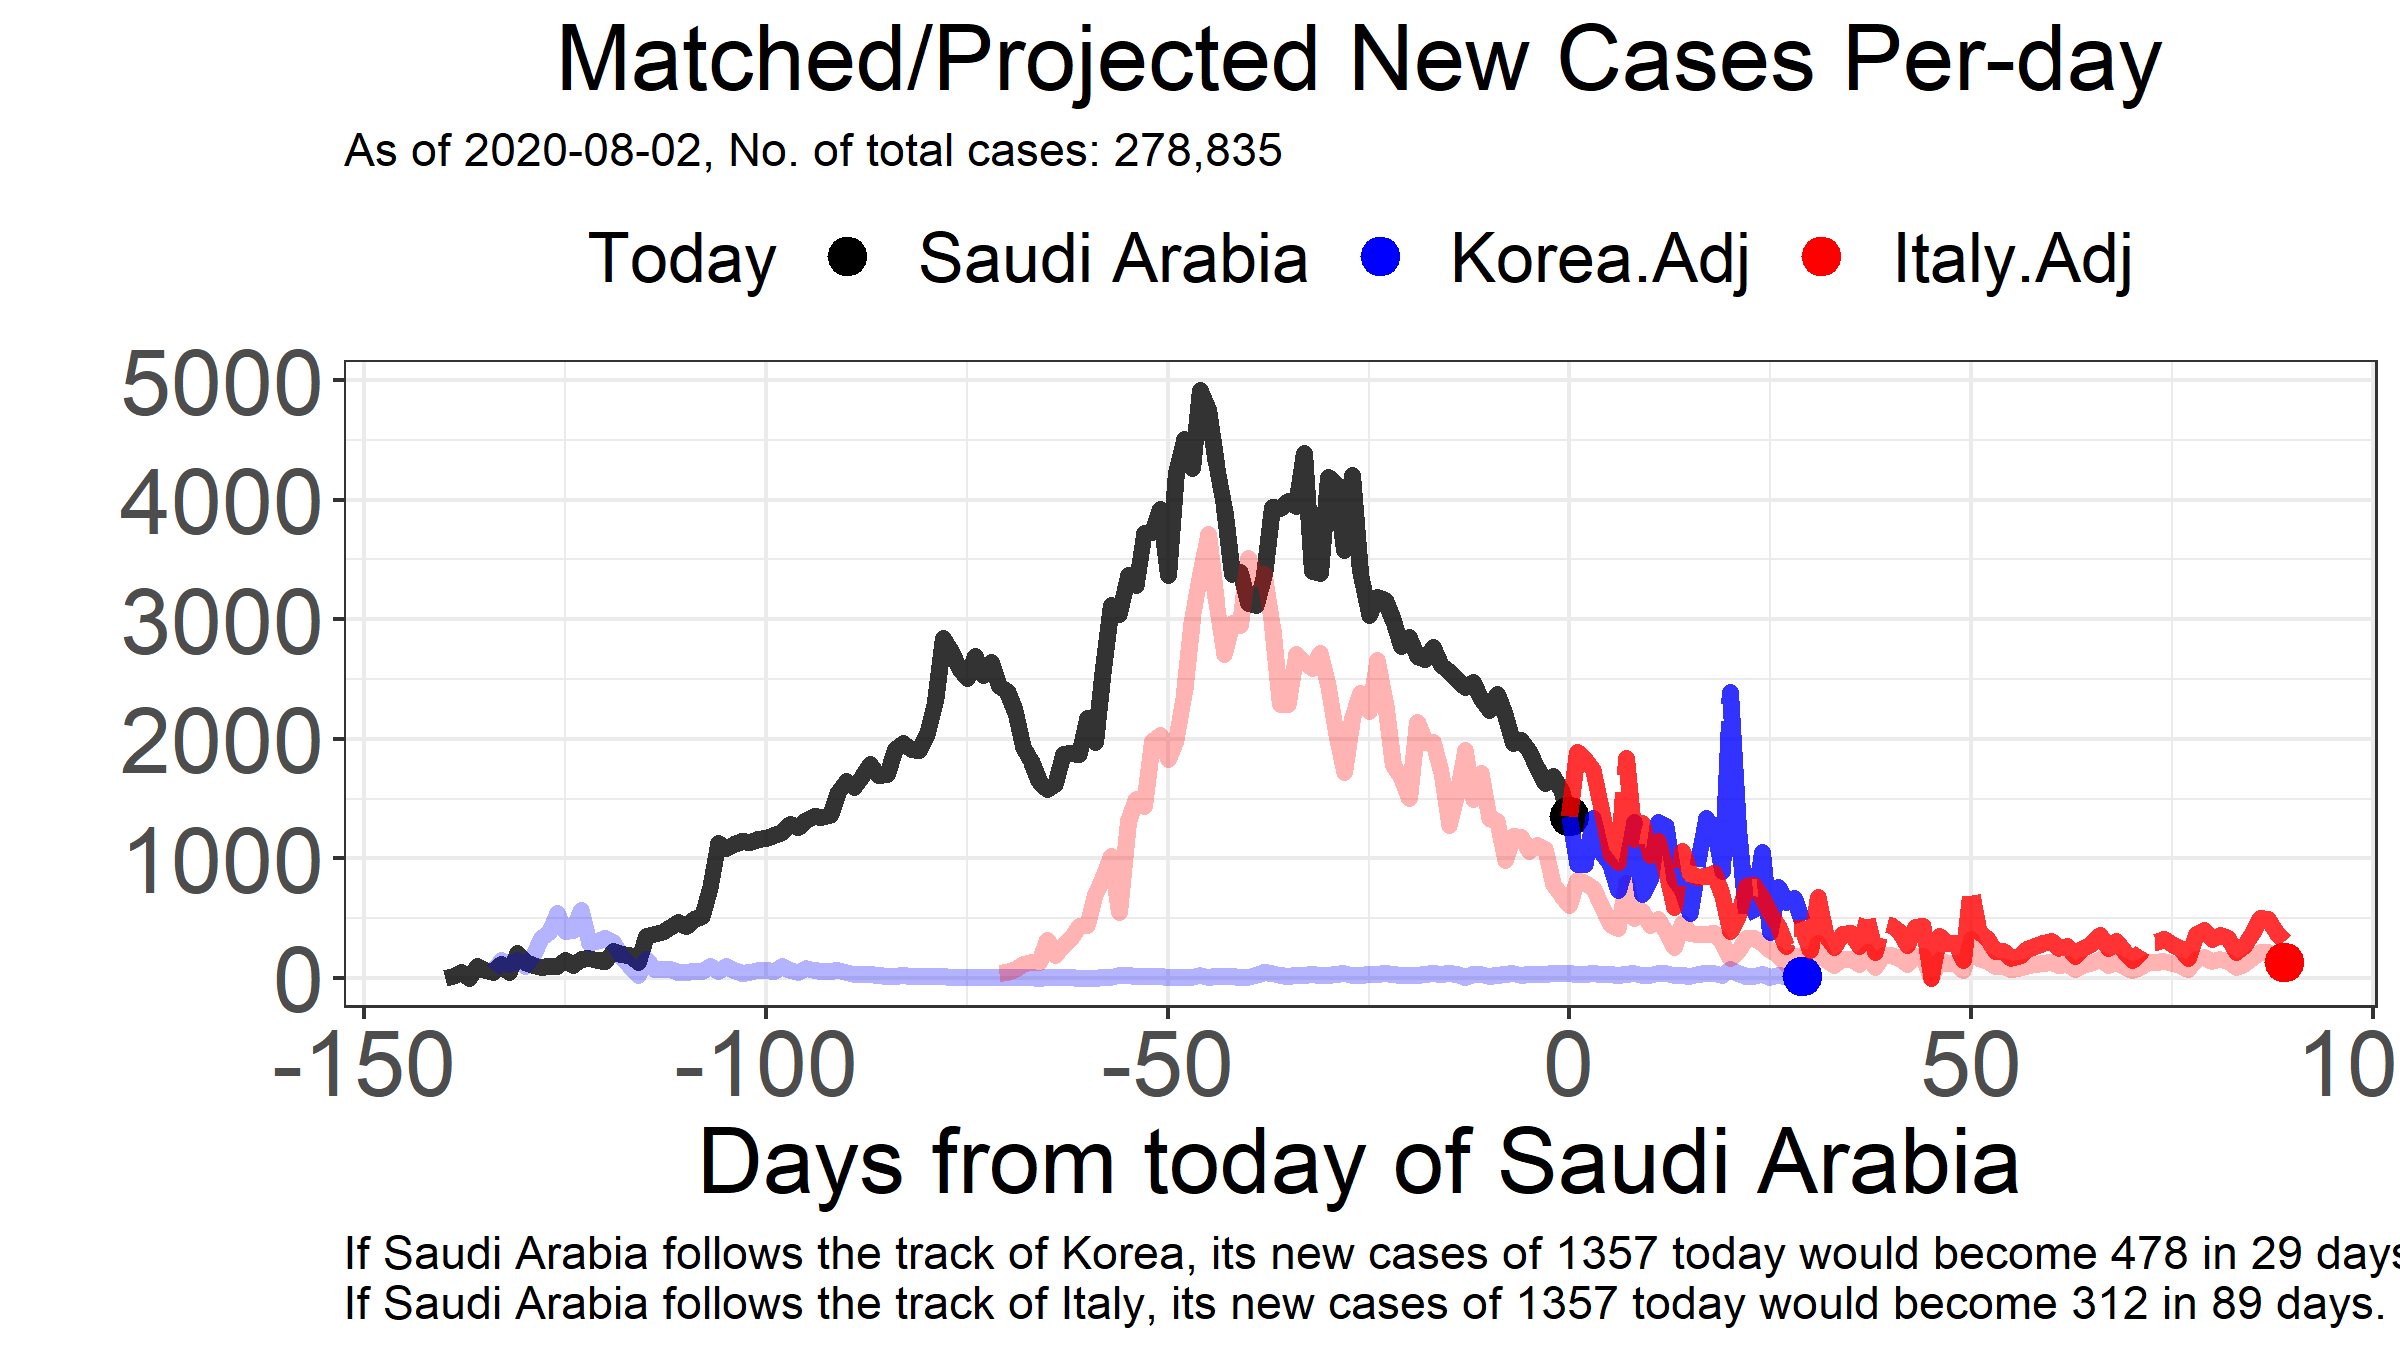 Matched/Projected New Cases Per-day
As of 2020-08-02, No. of total cases: 278,835
Today Saudi Arabia Korea.Adj Italy.Adj
5000
4000
3000
2000
1000
0
-150 -100 -50 0 50 10
Days from today of Saudi Arabia
If Saudi Arabia follows the track of Korea, its new cases of 1357 today would become 478 in 29 days
If Saudi Arabia follows the track of Italy, its new cases of 1357 today would become 312 in 89 days.